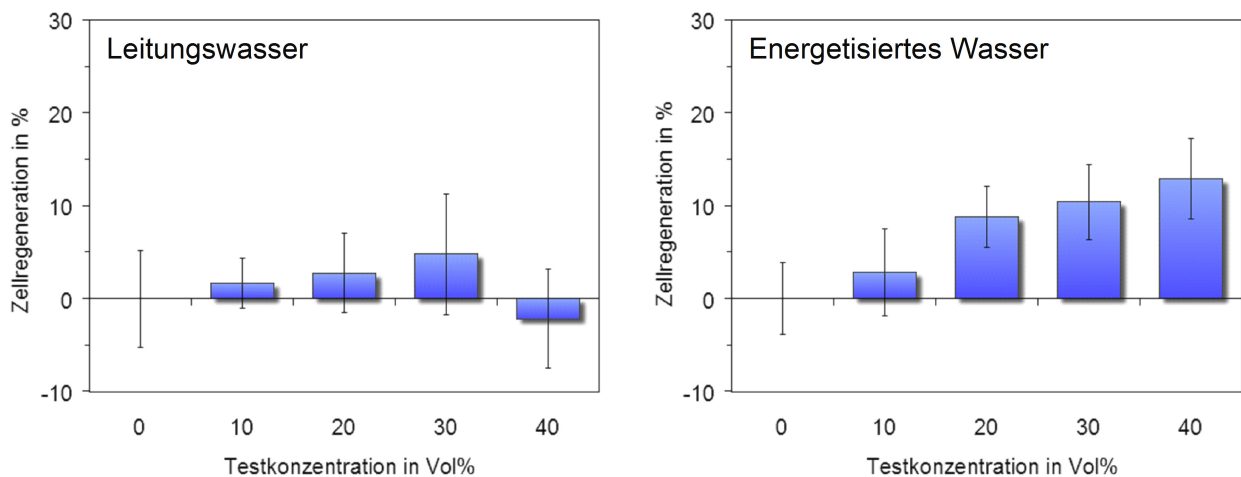 Leitungswasser
Zellregeneration in %
30
20
10
0
-10
0 10 20 30 40
Testkonzentration in Vol%
Energetisiertes Wasser
Zellregeneration in %
30
20
10
0
-10
0 10 20 30 40
Testkonzentration in Vol%